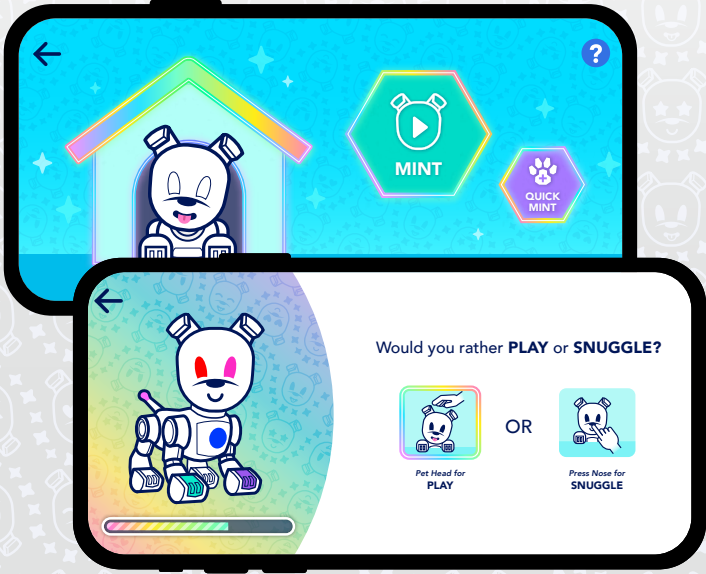 ?
MINT
QUICK
MINT
Would you rather PLAY or SNUGGLE?
OR
Pet Head for
PLAY
Press Nose for
SNUGGLE